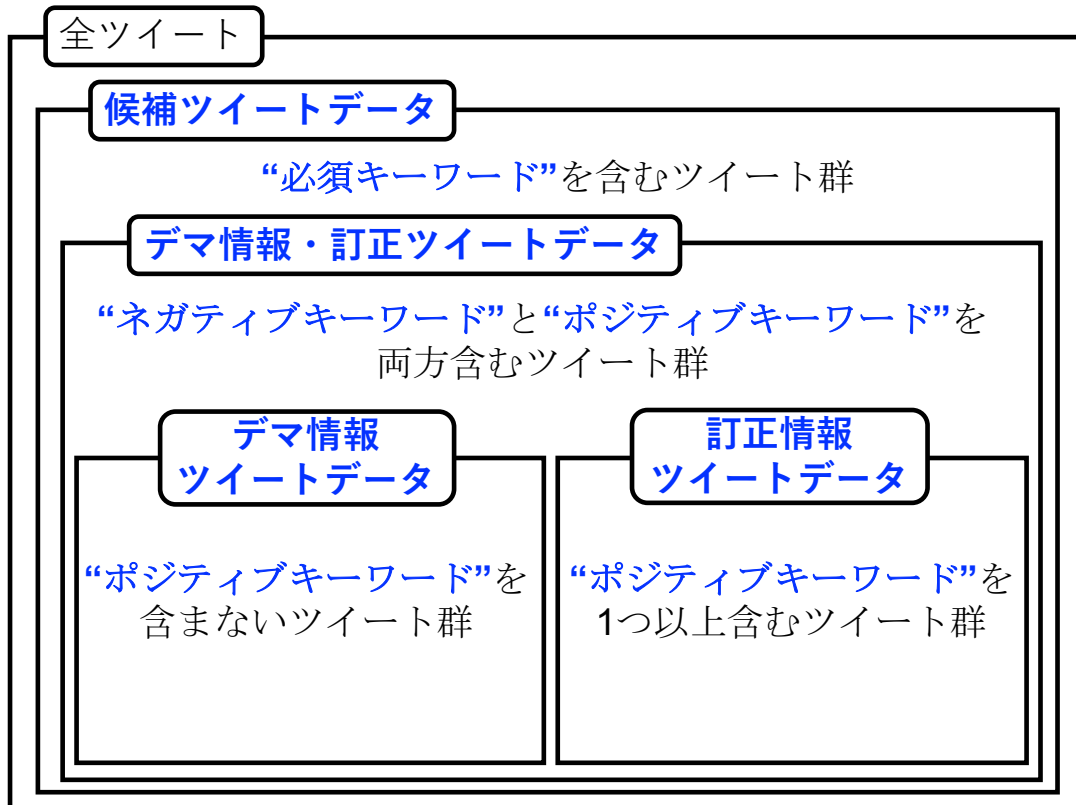 全ツイート
候補ツイートデータ
“必須キーワード”を含むツイート群
デマ情報・訂正ツイートデータ
“ネガティブキーワード”と“ポジティブキーワード”を
両方含むツイート群
デマ情報
ツイートデータ
“ポジティブキーワード”を
含まないツイート群
訂正情報
ツイートデータ
“ポジティブキーワード”を
1つ以上含むツイート群